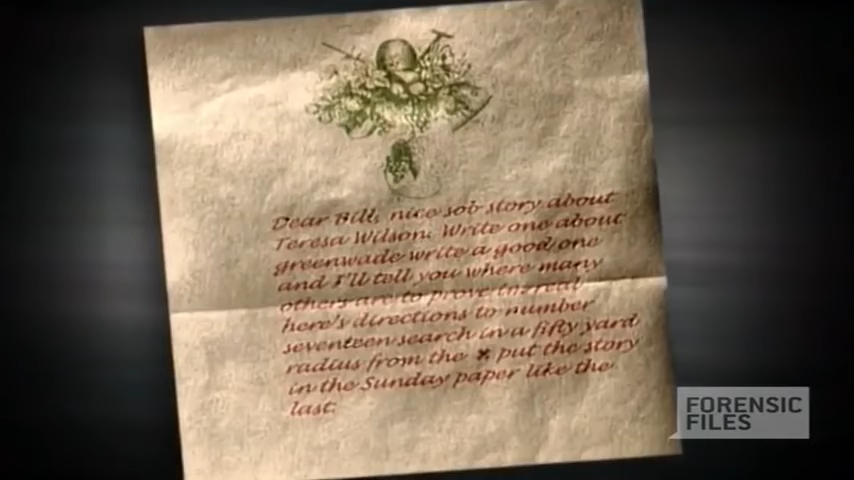 Dear Bill, nice sob story about
Teresa Wilson. Write one about
greenwade write a good one
and I'll tell you where many
others are to prove im real
here's directions to number
seventeen search in a fifty yard
radius from the x put the story
in the Sunday paper like the
last.
FORENSIC
FILES